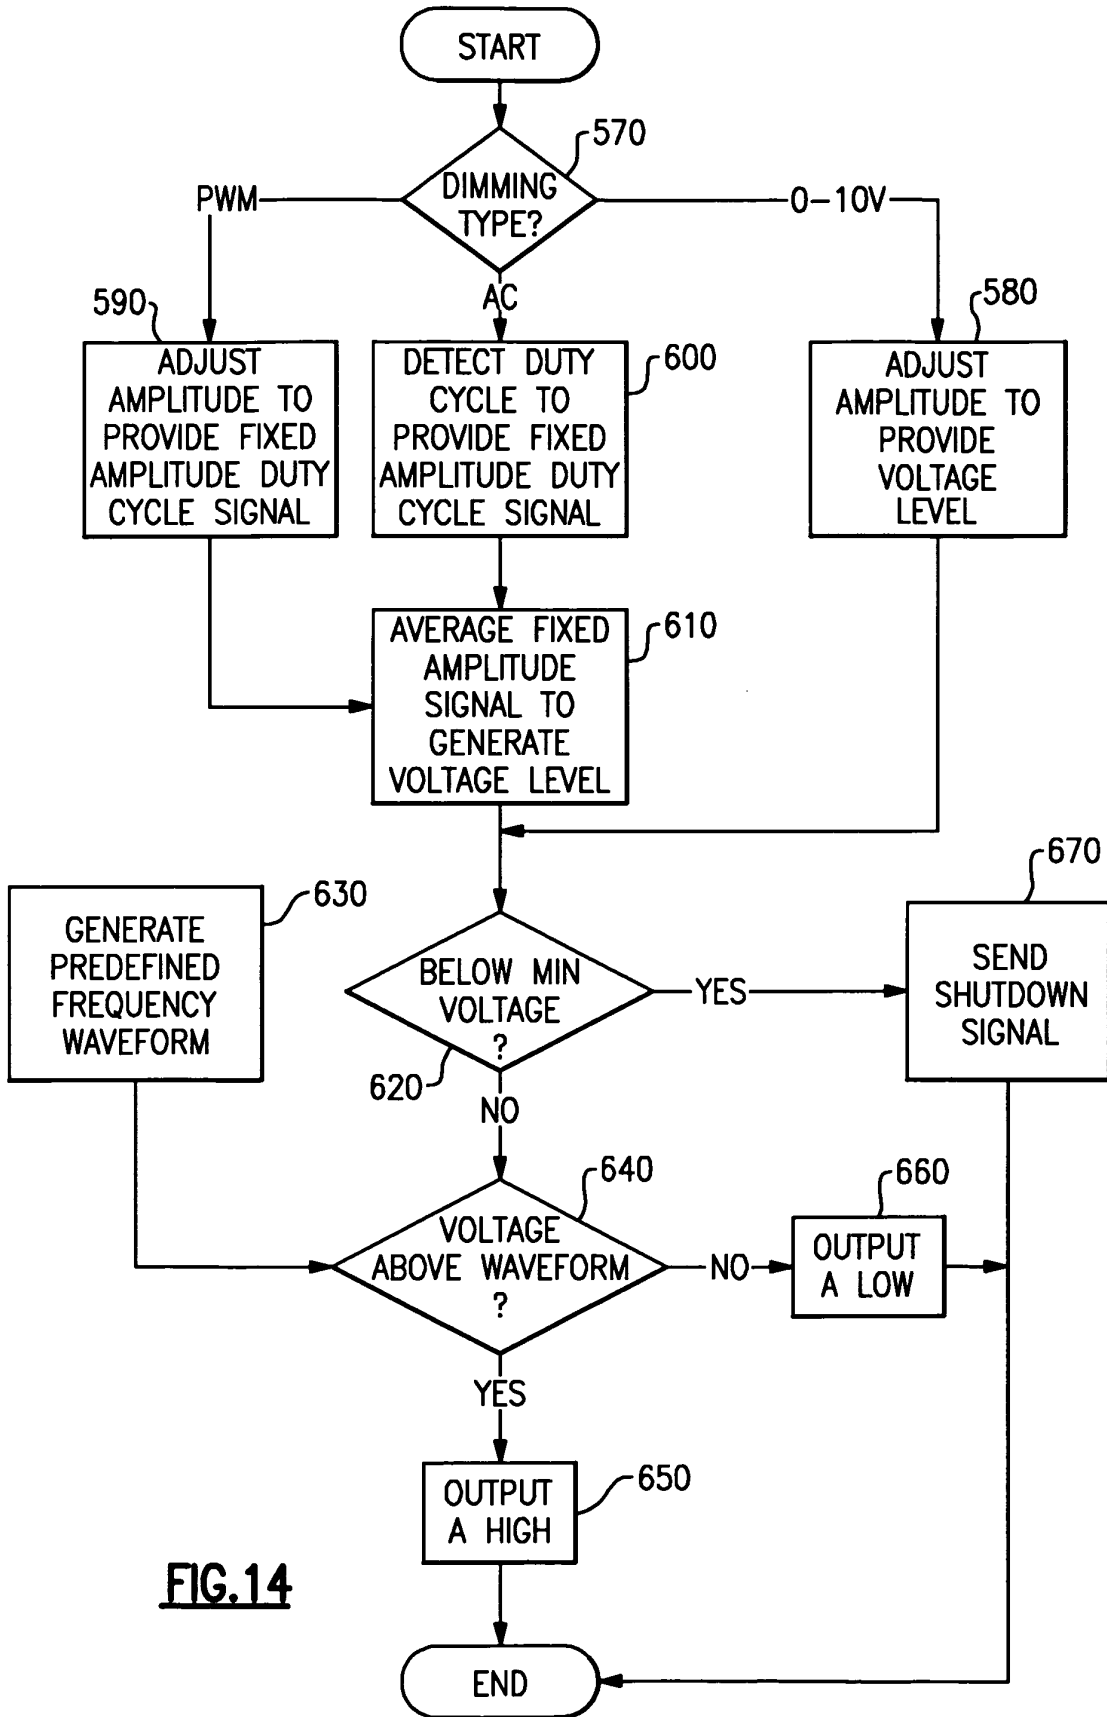 START
570
DIMMING
TYPE?
PWM
0-10V
AC
590
ADJUST
AMPLITUDE TO
PROVIDE FIXED
AMPLITUDE DUTY
CYCLE SIGNAL
600
DETECT DUTY
CYCLE TO
PROVIDE FIXED
AMPLITUDE DUTY
CYCLE SIGNAL
580
ADJUST
AMPLITUDE TO
PROVIDE
VOLTAGE
LEVEL
610
AVERAGE FIXED
AMPLITUDE
SIGNAL TO
GENERATE
VOLTAGE LEVEL
630
GENERATE
PREDEFINED
FREQUENCY
WAVEFORM
BELOW MIN
VOLTAGE
?
620
YES
670
SEND
SHUTDOWN
SIGNAL
NO
640
VOLTAGE
ABOVE WAVEFORM
?
NO
660
OUTPUT
A LOW
YES
650
OUTPUT
A HIGH
FIG.14
END